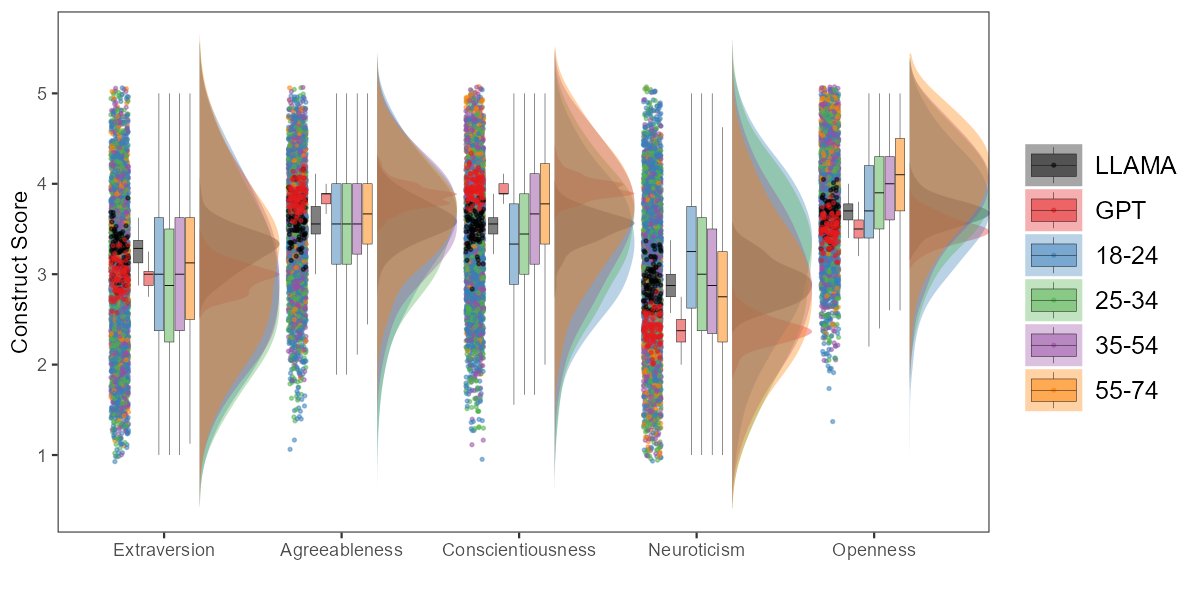 Construct Score
5
4
3
2
1
Extraversion
Agreeableness
Conscientiousness
Neuroticism
Openness
LLAMA
GPT
18-24
25-34
35-54
55-74